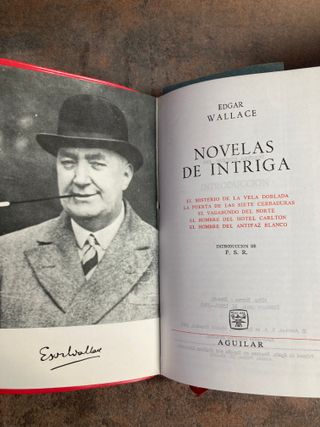 Edgar Wallace
EDGAR
WALLACE
NOVELAS
DE INTRIGA
EL MISTERIO DE LA VELA DOBLADA
LA PUERTA DE LAS SIETE CERRADURAS
EL VAGABUNDO DEL NORTE
EL HOMBRE DEL HOTEL CARLTON
EL HOMBRE DEL ANTIFAZ BLANCO
INTRODUCCION DE
F. S. R.
AGUILAR